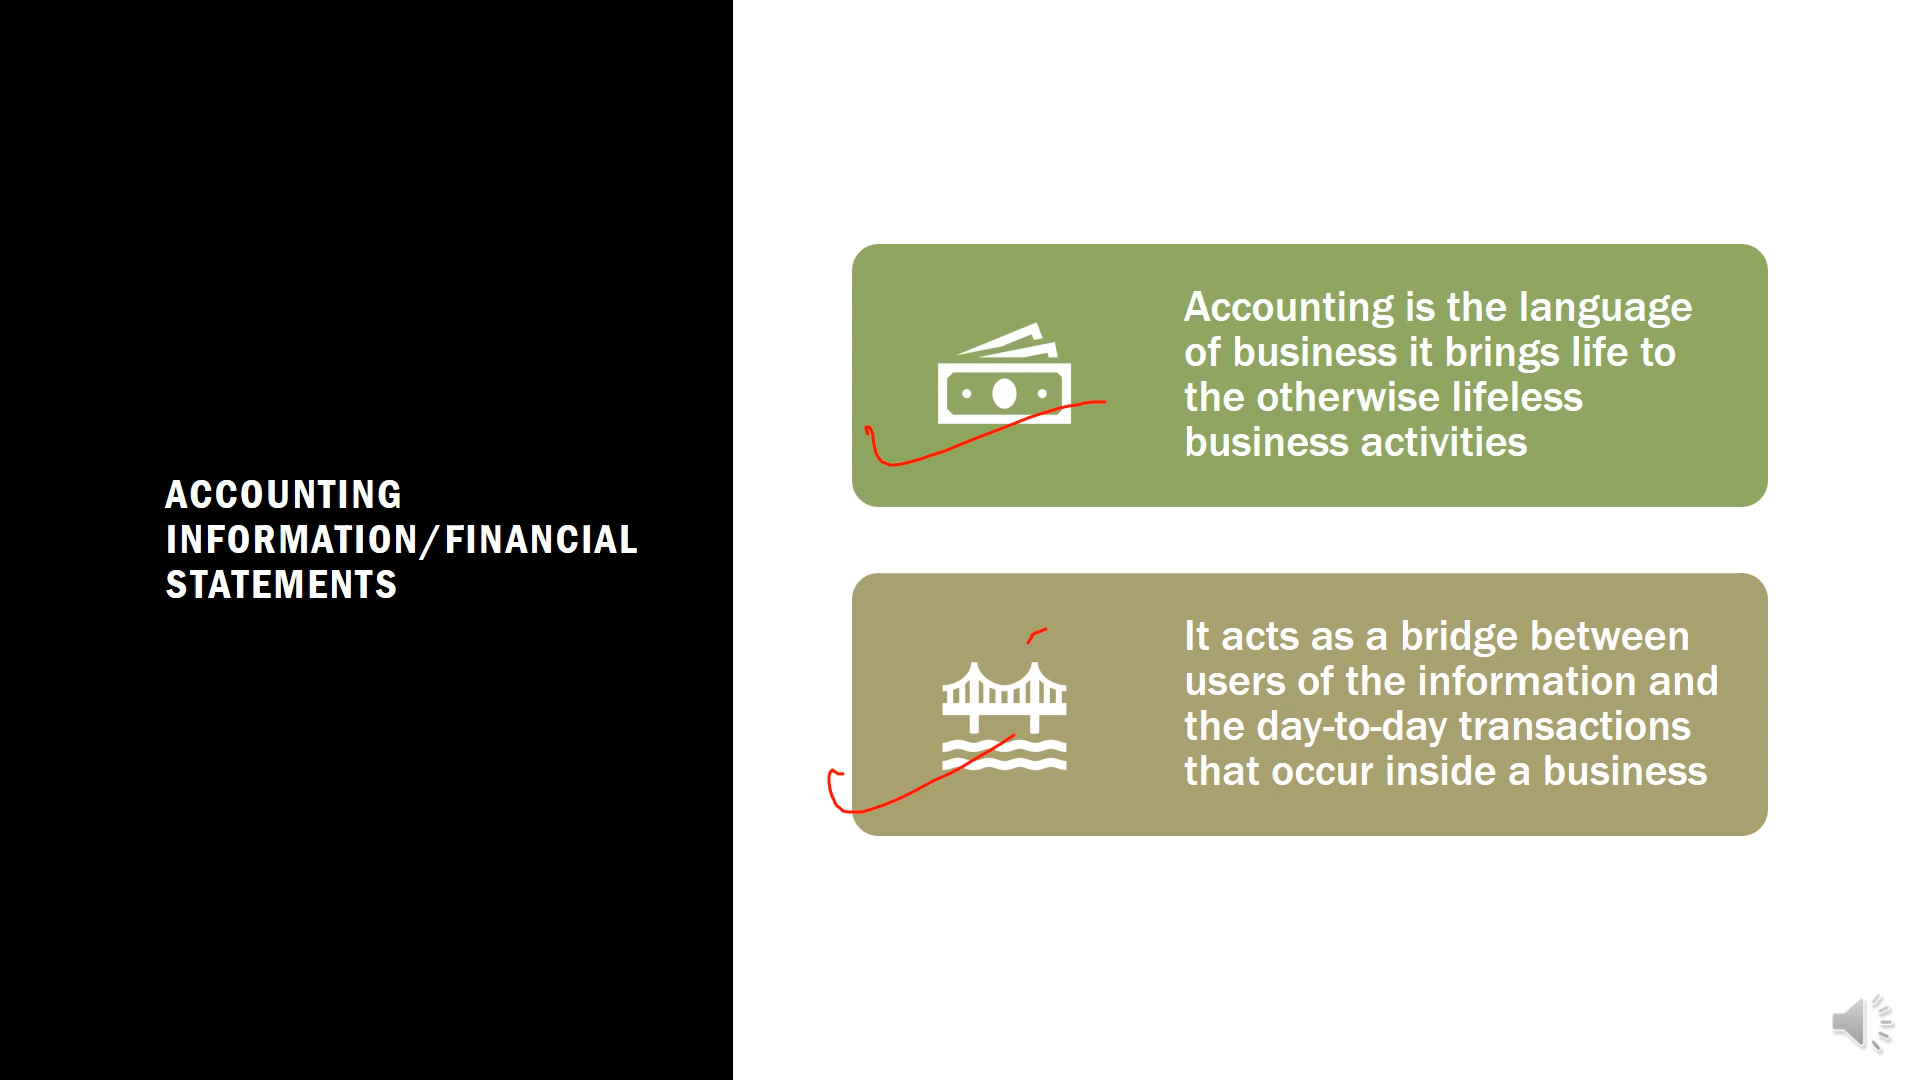 ACCOUNTING
INFORMATION/FINANCIAL
STATEMENTS
Accounting is the language
of business it brings life to
the otherwise lifeless
business activities
It acts as a bridge between
users of the information and
the day-to-day transactions
that occur inside a business